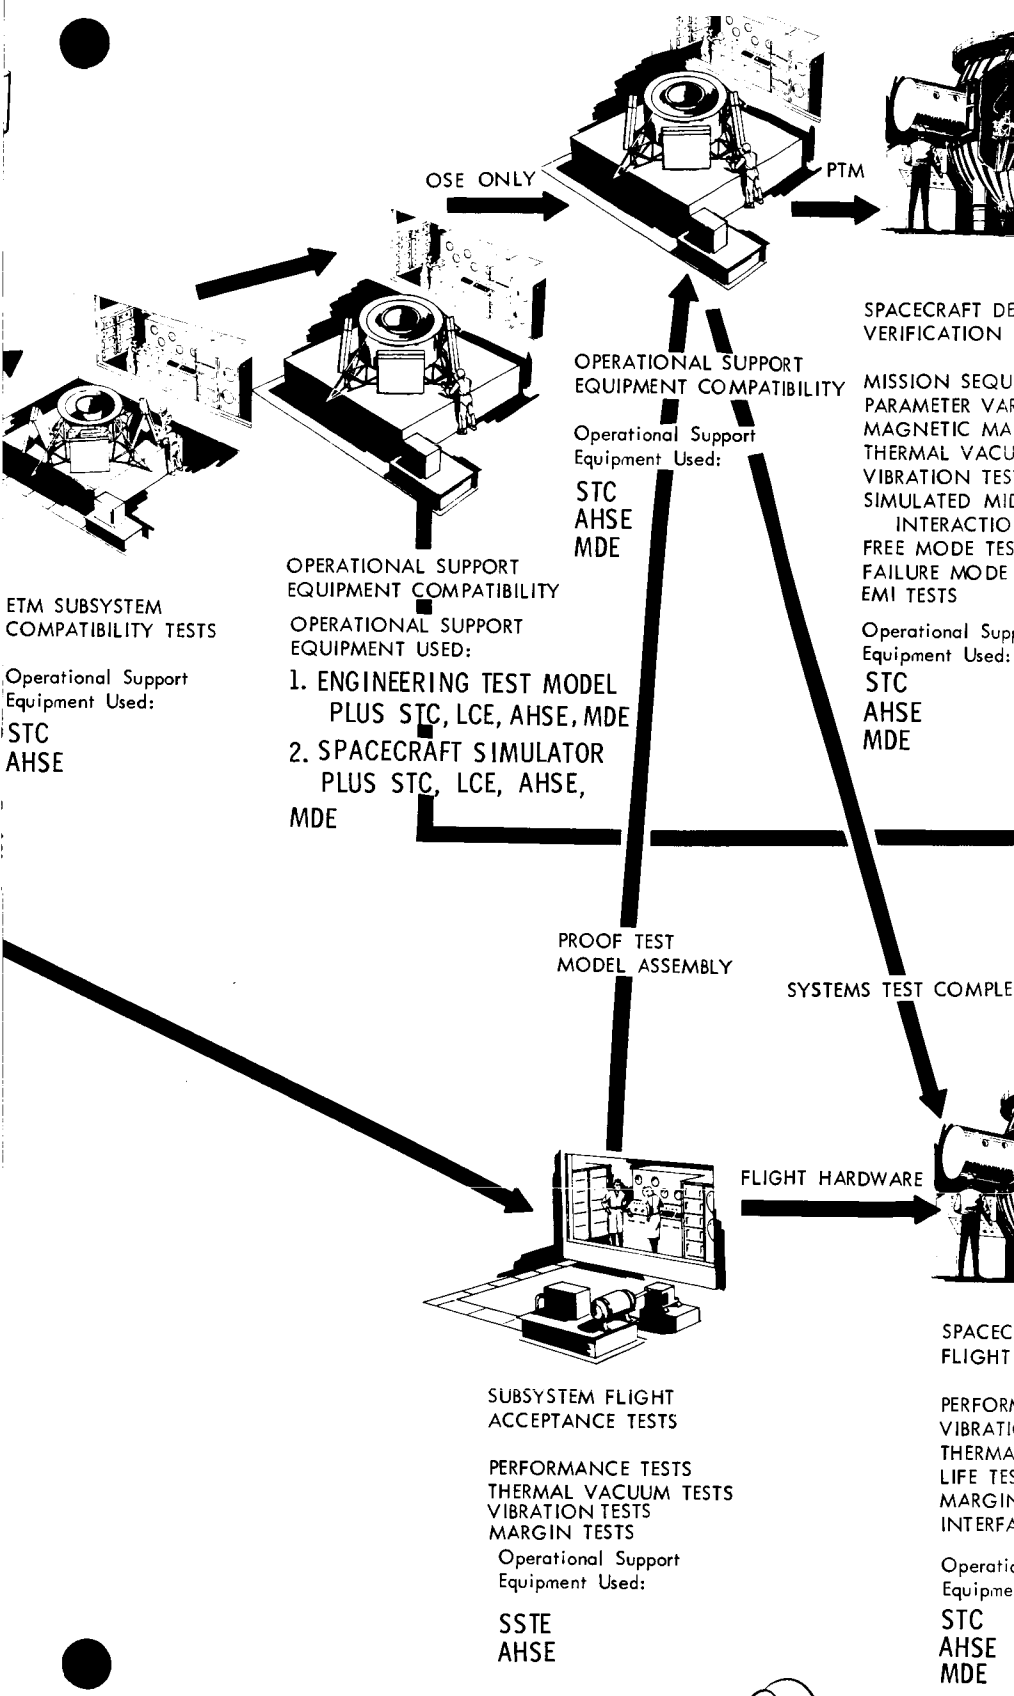 OSE ONLY
PTM
OPERATIONAL SUPPORT
EQUIPMENT COMPATIBILITY
Operational Support
Equipment Used:
STC
AHSE
MDE
SPACECRAFT DE
VERIFICATION
MISSION SEQU
PARAMETER VAR
MAGNETIC MA
THERMAL VACU
VIBRATION TEST
SIMULATED MID
INTERACTIO
FREE MODE TES
FAILURE MODE
EMI TESTS
Operational Supp
Equipment Used:
STC
AHSE
MDE
ETM SUBSYSTEM
COMPATIBILITY TESTS
Operational Support
Equipment Used:
STC
AHSE
OPERATIONAL SUPPORT
EQUIPMENT COMPATIBILITY
OPERATIONAL SUPPORT
EQUIPMENT USED:
1. ENGINEERING TEST MODEL
PLUS STC, LCE, AHSE, MDE
2. SPACECRAFT SIMULATOR
PLUS STC, LCE, AHSE,
MDE
PROOF TEST
MODEL ASSEMBLY
SYSTEMS TEST COMPLE
FLIGHT HARDWARE
SUBSYSTEM FLIGHT
ACCEPTANCE TESTS
PERFORMANCE TESTS
THERMAL VACUUM TESTS
VIBRATION TESTS
MARGIN TESTS
Operational Support
Equipment Used:
SSTE
AHSE
SPACEC
FLIGHT
PERFORM
VIBRATIO
THERMA
LIFE TES
MARGIN
INTERFA
Operatio
Equipme
STC
AHSE
MDE